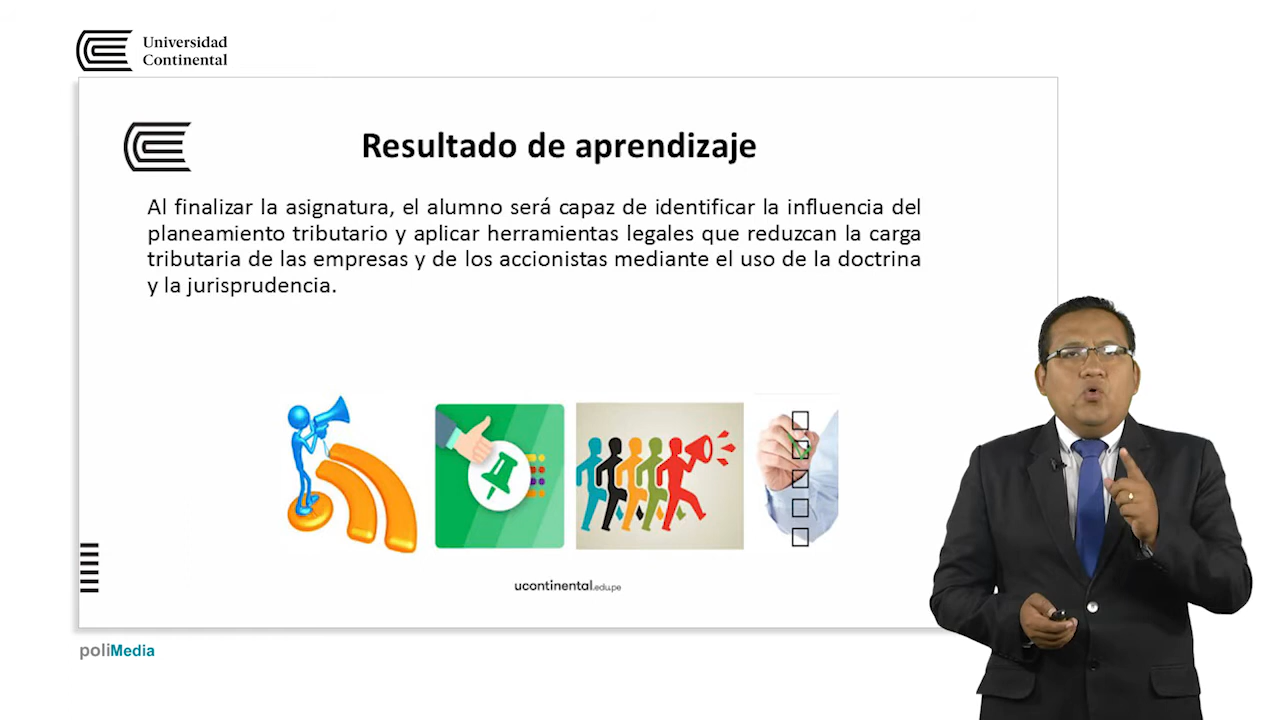 Universidad
Continental
Resultado de aprendizaje
Al finalizar la asignatura, el alumno será capaz de identificar la influencia del
planeamiento tributario y aplicar herramientas legales que reduzcan la carga
tributaria de las empresas y de los accionistas mediante el uso de la doctrina
y la jurisprudencia.
ucontinental.edu.pe
poliMedia